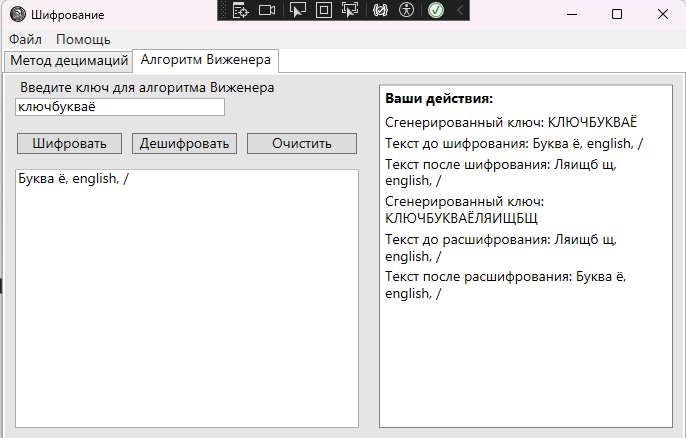 Шифрование
Файл Помощь
Метод децимаций Алгоритм Виженера
Введите ключ для алгоритма Виженера
ключбукваё
Шифровать Дешифровать Очистить
Буква ё, english, /
Ваши действия:
Сгенерированный ключ: КЛЮЧБУКВАЁ
Текст до шифрования: Буква ё, english, /
Текст после шифрования: Ляищб щ,
english, /
Сгенерированный ключ:
КЛЮЧБУКВАЁЛЯИЩБЩ
Текст до расшифрования: Ляищб щ,
english, /
Текст после расшифрования: Буква ё,
english, /